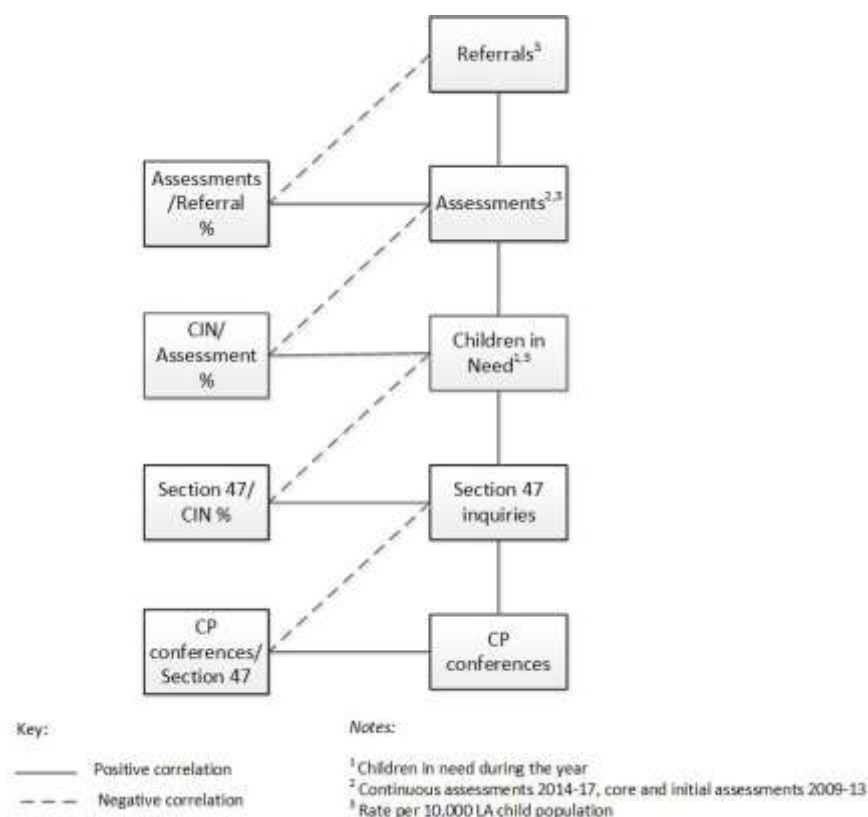 Referrals³
Assessments
/Referral
%
Assessments²,³
CIN/
Assessment
%
Children in
Need¹,³
Section 47/
CIN %
Section 47
inquiries
CP
conferences/
Section 47
CP
conferences
Key:
Positive correlation
Negative correlation
Notes:
¹ Children in need during the year
² Continuous assessments 2014-17, core and initial assessments 2009-13
³ Rate per 10,000 LA child population